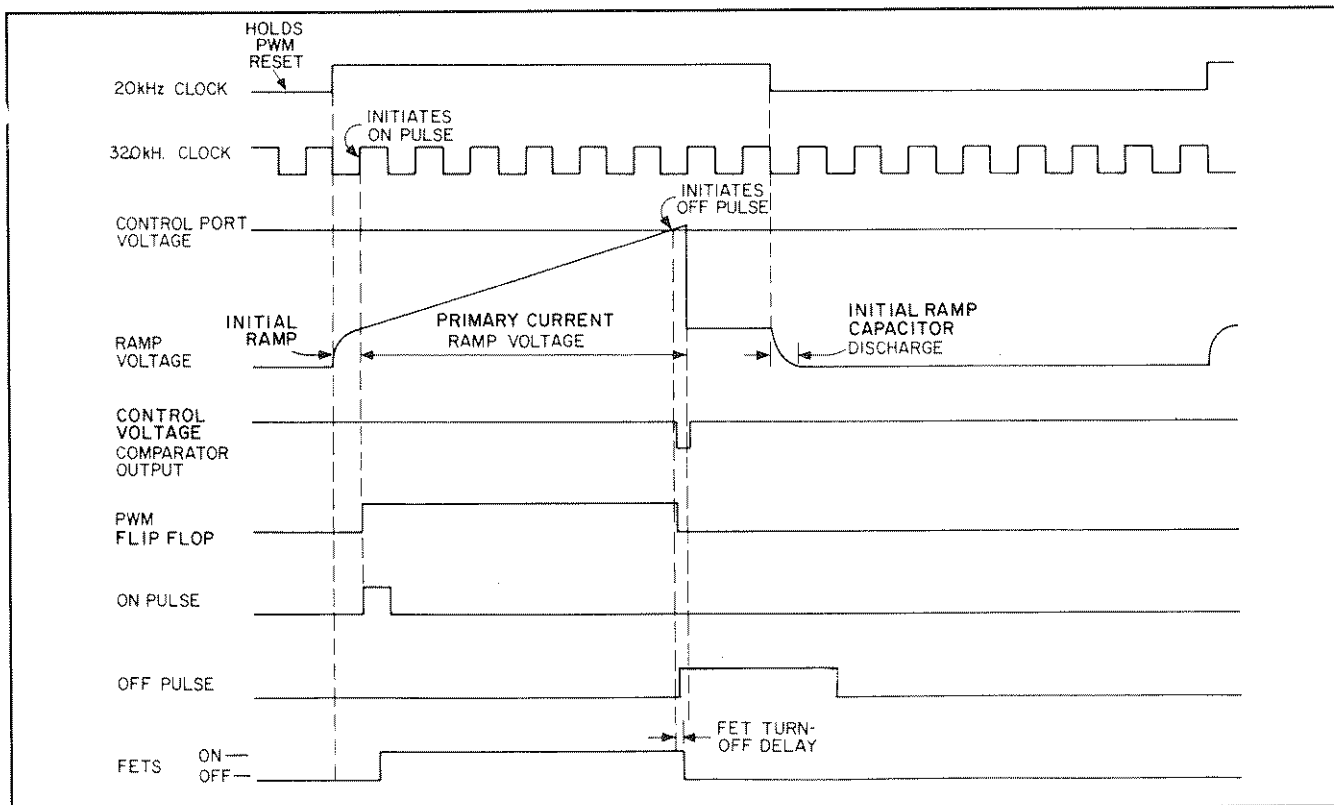 HOLDS
PWM
RESET
20kHz CLOCK
INITIATES
ON PULSE
320kH. CLOCK
INITIATES
OFF PULSE
CONTROL PORT
VOLTAGE
INITIAL
RAMP
PRIMARY CURRENT
RAMP VOLTAGE
INITIAL RAMP
CAPACITOR
DISCHARGE
RAMP
VOLTAGE
CONTROL
VOLTAGE
COMPARATOR
OUTPUT
PWM
FLIP FLOP
ON PULSE
OFF PULSE
FET TURN-
OFF DELAY
FETS
ON—
OFF—